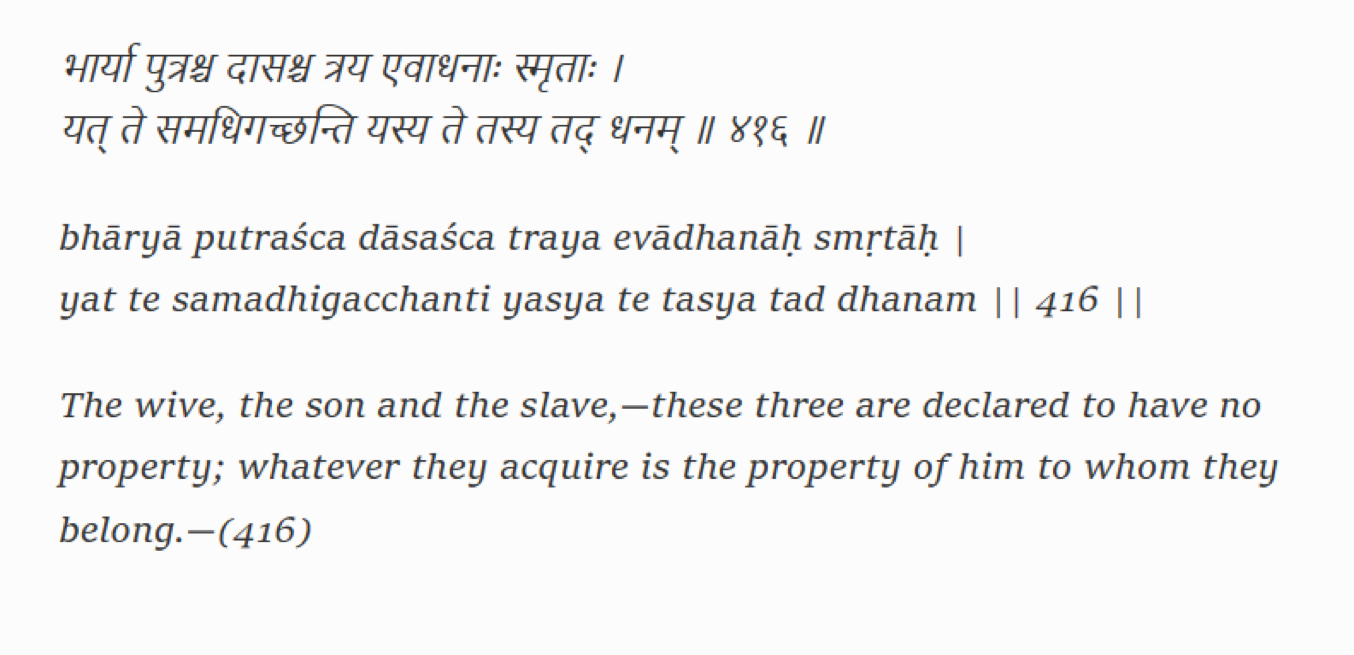 भार्या पुत्रश्च दासश्च त्रय एवाधनाः स्मृताः ।
यत् ते समधिगच्छन्ति यस्य ते तस्य तद् धनम् ॥ ४१६ ॥
bhāryā putraśca dāsaśca traya evādhanāḥ smṛtāḥ |
yat te samadhigacchanti yasya te tasya tad dhanam || 416 ||
The wive, the son and the slave,—these three are declared to have no
property; whatever they acquire is the property of him to whom they
belong.—(416)